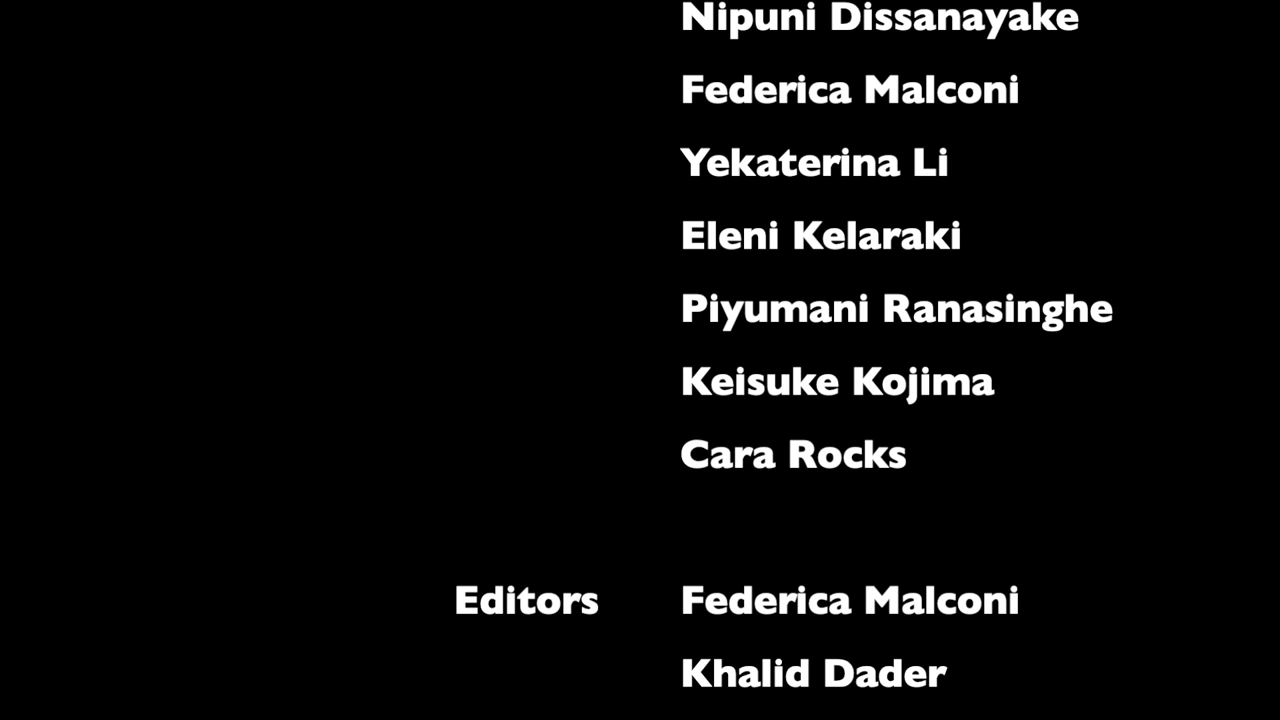 Nipuni Dissanayake
Federica Malconi
Yekaterina Li
Eleni Kelaraki
Piyumani Ranasinghe
Keisuke Kojima
Cara Rocks
Editors Federica Malconi
Khalid Dader